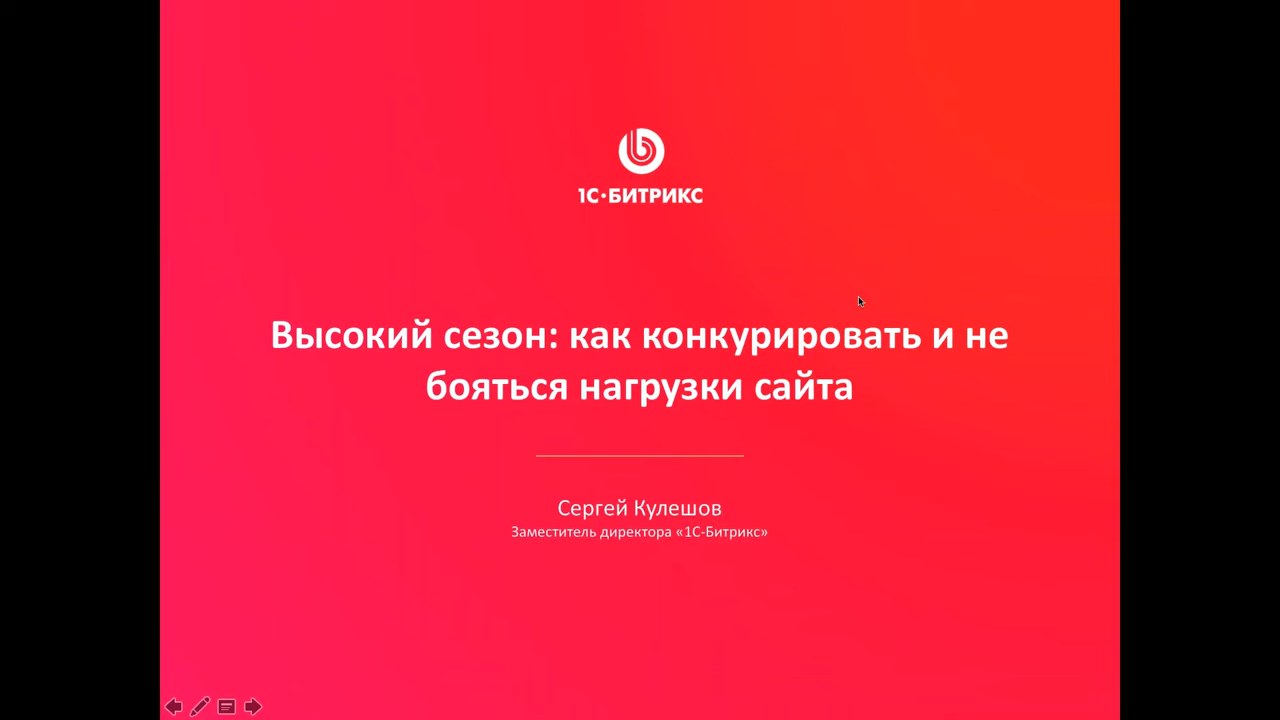 1С·БИТРИКС
Высокий сезон: как конкурировать и не
бояться нагрузки сайта
Сергей Кулешов
Заместитель директора «1С-Битрикс»